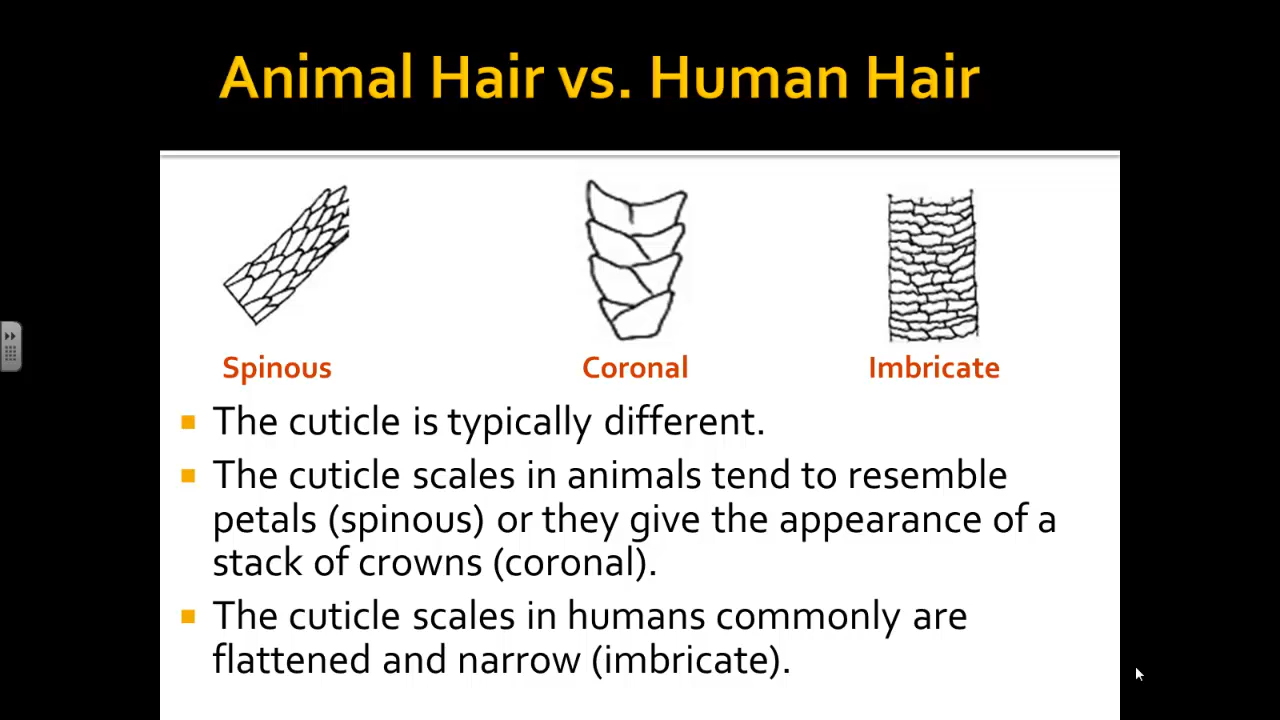 Animal Hair vs. Human Hair
Spinous
Coronal
Imbricate
The cuticle is typically different.
The cuticle scales in animals tend to resemble
petals (spinous) or they give the appearance of a
stack of crowns (coronal).
The cuticle scales in humans commonly are
flattened and narrow (imbricate).